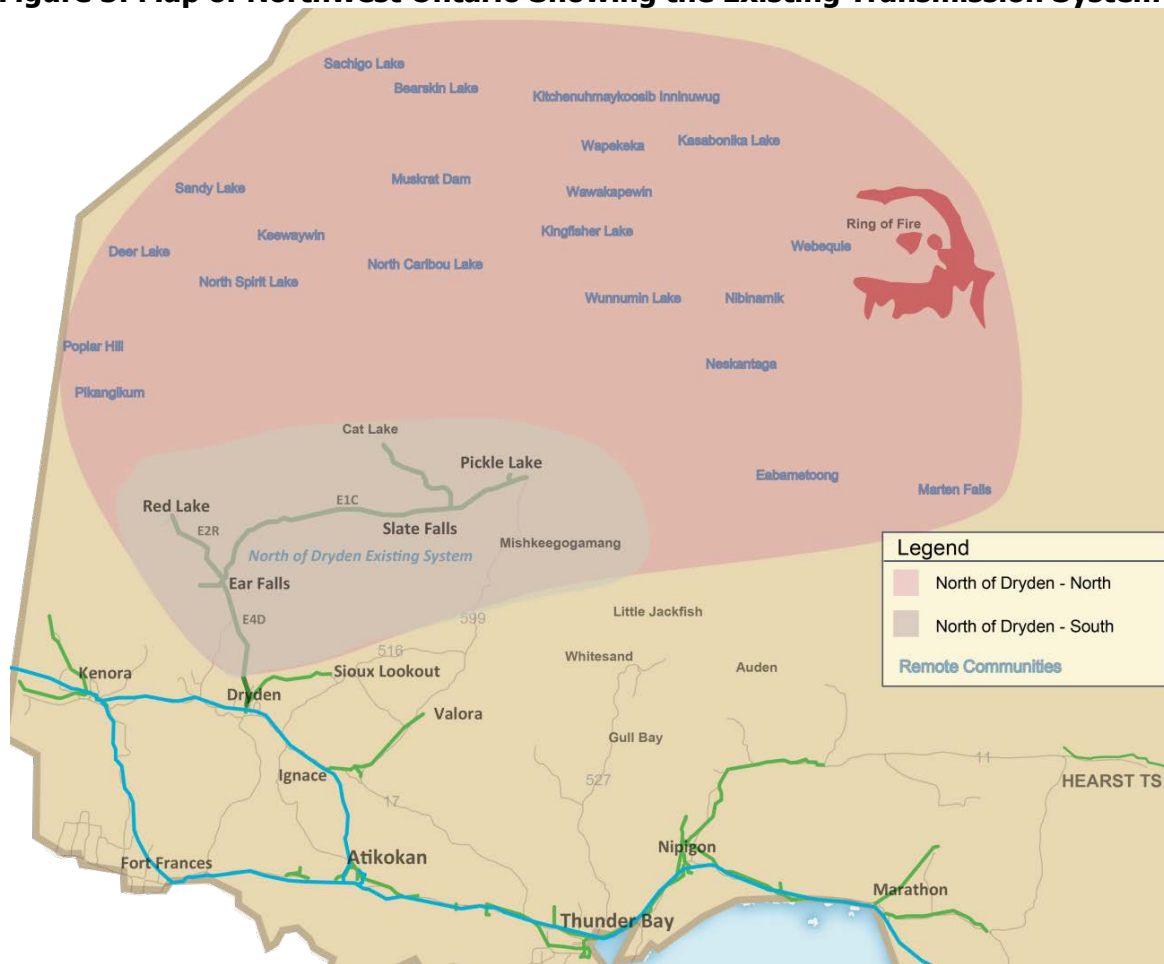 Figure 5: Map of Northwest Ontario Showing the Existing Transmission System
Sachigo Lake
Bearskin Lake
Kitchenuhmaykoosib Inninuwug
Wapekeka
Kasabonika Lake
Muskrat Dam
Sandy Lake
Wawakapewin
Ring of Fire
Keewaywin
Kingfisher Lake
Webequie
Deer Lake
North Caribou Lake
North Spirit Lake
Wunnumin Lake
Nibinamik
Poplar Hill
Neskantaga
Pikangikum
Cat Lake
Pickle Lake
Eabametoong
Marten Falls
Red Lake
E1C
E2R
Slate Falls
Mishkeegogamang
North of Dryden Existing System
Ear Falls
E4D
Legend
North of Dryden - North
North of Dryden - South
Remote Communities
Little Jackfish
599
516
Whitesand
Auden
Kenora
Sioux Lookout
Dryden
Valora
Gull Bay
Ignace
527
11
HEARST TS
17
Nipigon
Fort Frances
Atikokan
Marathon
Thunder Bay